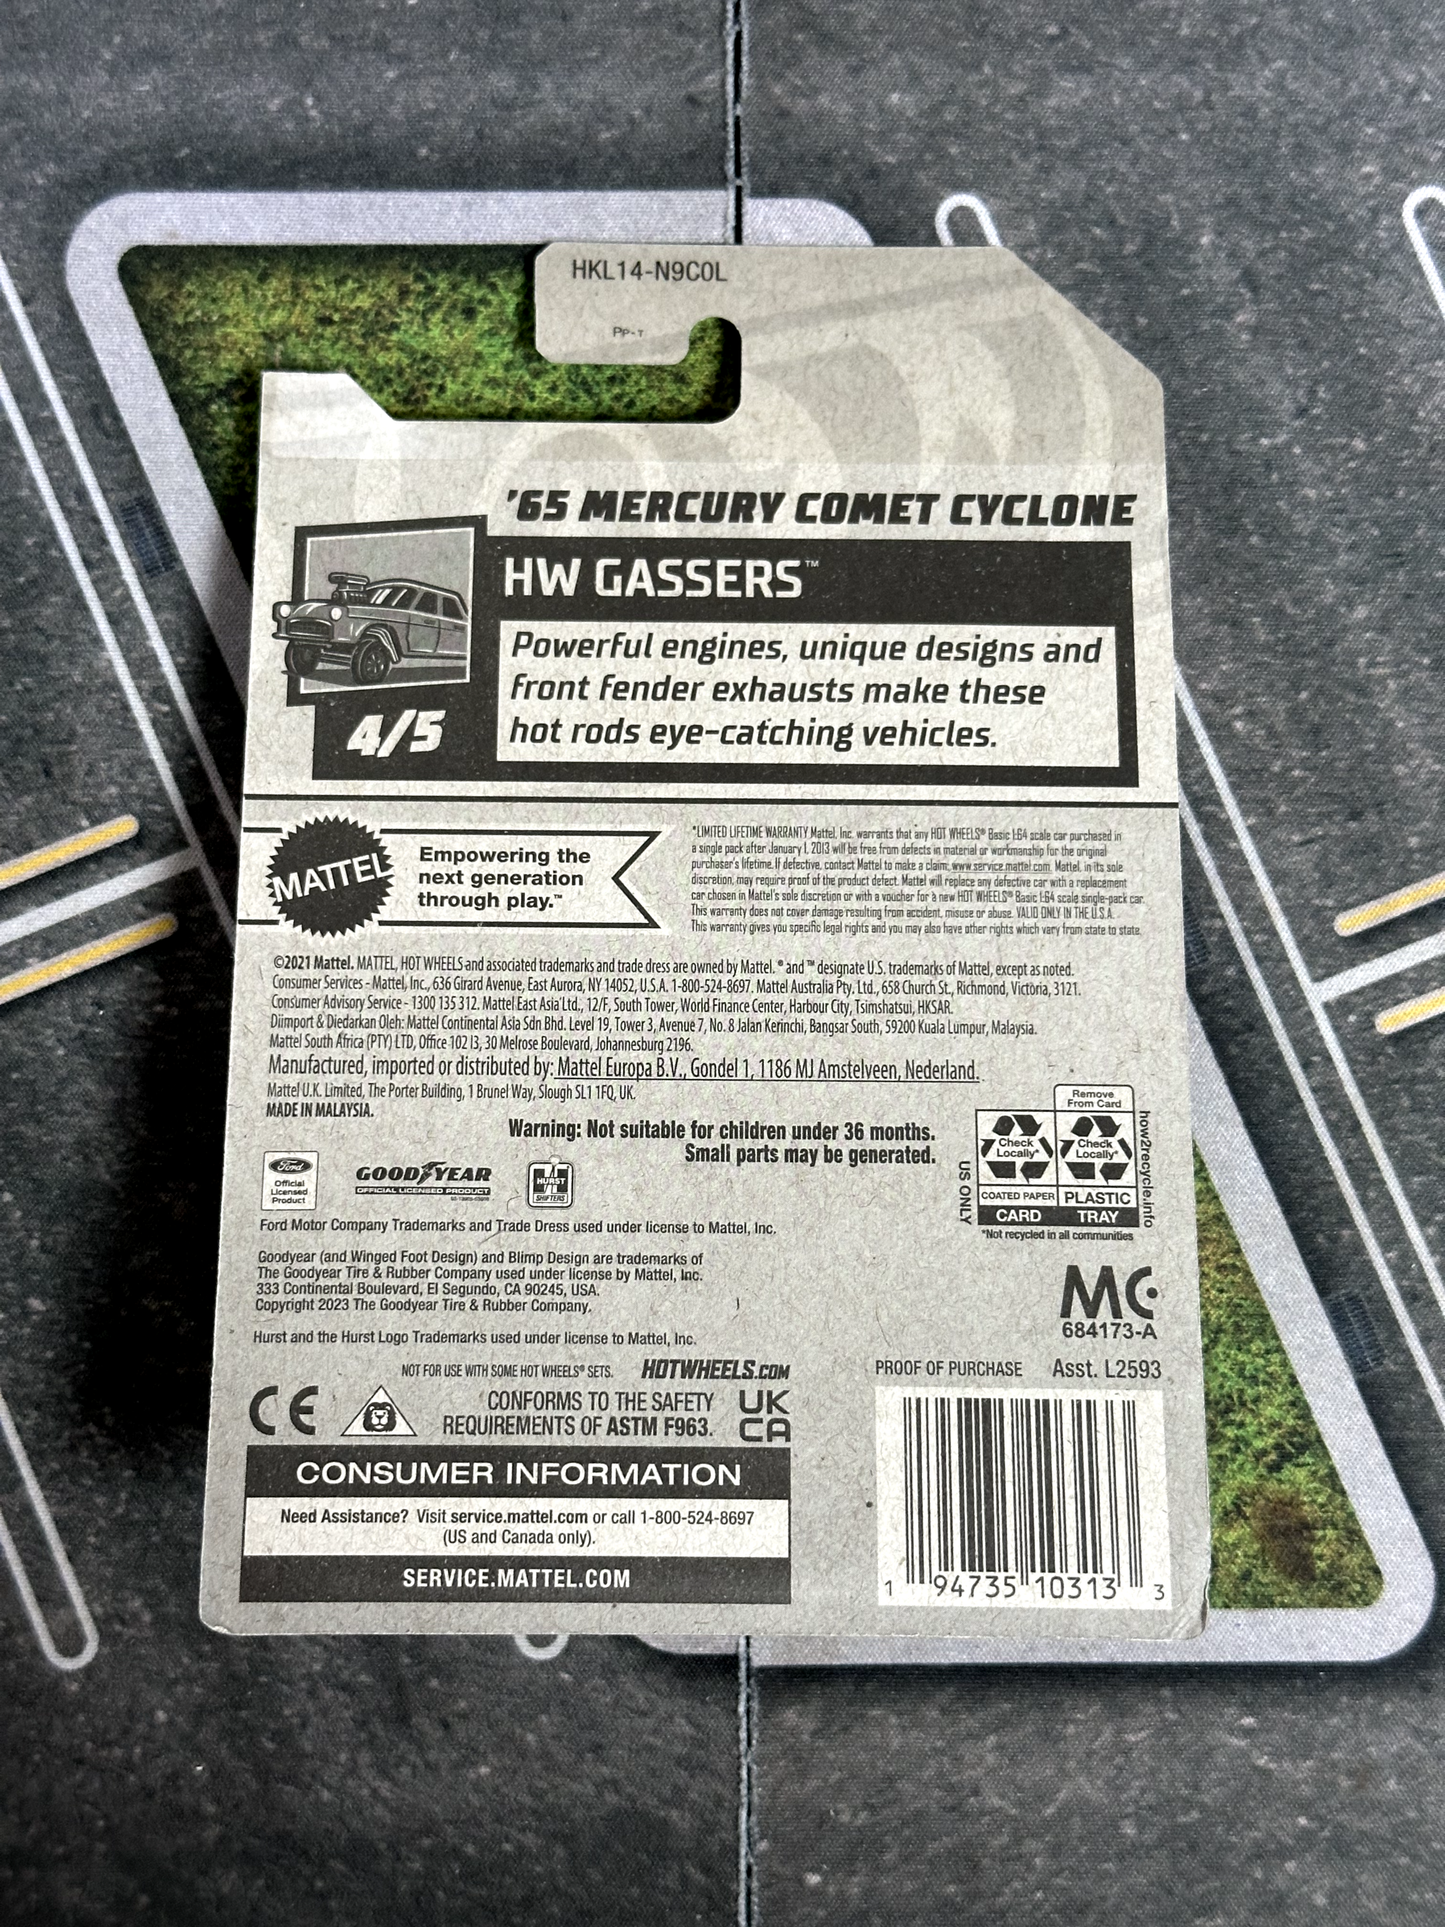 HKL14-N9C0L
PP-T
'65 MERCURY COMET CYCLONE
HW GASSERS™
Powerful engines, unique designs and
front fender exhausts make these
hot rods eye-catching vehicles.
4/5
MATTEL
Empowering the
next generation
through play.™
*LIMITED LIFETIME WARRANTY Mattel, Inc. warrants that any HOT WHEELS® Basic 1:64 scale car purchased in
a single pack after January 1, 2013 will be free from defects in material or workmanship for the original
purchaser's lifetime. If defective, contact Mattel to make a claim; www.service.mattel.com. Mattel, in its sole
discretion, may require proof of the product defect. Mattel will replace any defective car with a replacement
car chosen in Mattel's sole discretion or with a voucher for a new HOT WHEELS® Basic 1:64 scale single-pack car.
This warranty does not cover damage resulting from accident, misuse or abuse. VALID ONLY IN THE U.S.A.
This warranty gives you specific legal rights and you may also have other rights which vary from state to state.
©2021 Mattel. MATTEL, HOT WHEELS and associated trademarks and trade dress are owned by Mattel. ® and ™ designate U.S. trademarks of Mattel, except as noted.
Consumer Services - Mattel, Inc., 636 Girard Avenue, East Aurora, NY 14052, U.S.A. 1-800-524-8697. Mattel Australia Pty. Ltd., 658 Church St., Richmond, Victoria, 3121.
Consumer Advisory Service - 1300 135 312. Mattel East Asia Ltd., 12/F, South Tower, World Finance Center, Harbour City, Tsimshatsui, HKSAR.
Diimport & Diedarkan Oleh: Mattel Continental Asia Sdn Bhd. Level 19, Tower 3, Avenue 7, No. 8 Jalan Kerinchi, Bangsar South, 59200 Kuala Lumpur, Malaysia.
Mattel South Africa (PTY) LTD, Office 102 I3, 30 Melrose Boulevard, Johannesburg 2196.
Manufactured, imported or distributed by: Mattel Europa B.V., Gondel 1, 1186 MJ Amstelveen, Nederland.
Mattel U.K. Limited, The Porter Building, 1 Brunel Way, Slough SL1 1FQ, UK.
MADE IN MALAYSIA.
Warning: Not suitable for children under 36 months.
Small parts may be generated.
Remove
From Card
Check
Locally*
Check
Locally*
COATED PAPER
PLASTIC
CARD
TRAY
US ONLY
how2recycle.info
*Not recycled in all communities
Ford
Official
Licensed
Product
GOODYEAR
OFFICIAL LICENSED PRODUCT
HURST
SHIFTERS
Ford Motor Company Trademarks and Trade Dress used under license to Mattel, Inc.
Goodyear (and Winged Foot Design) and Blimp Design are trademarks of
The Goodyear Tire & Rubber Company used under license by Mattel, Inc.
333 Continental Boulevard, El Segundo, CA 90245, USA.
Copyright 2023 The Goodyear Tire & Rubber Company.
Hurst and the Hurst Logo Trademarks used under license to Mattel, Inc.
MC
684173-A
NOT FOR USE WITH SOME HOT WHEELS® SETS.
HOTWHEELS.COM
PROOF OF PURCHASE
Asst. L2593
CE
CONFORMS TO THE SAFETY
REQUIREMENTS OF ASTM F963.
UK
CA
CONSUMER INFORMATION
Need Assistance? Visit service.mattel.com or call 1-800-524-8697
(US and Canada only).
SERVICE.MATTEL.COM
1 94735 10313 3